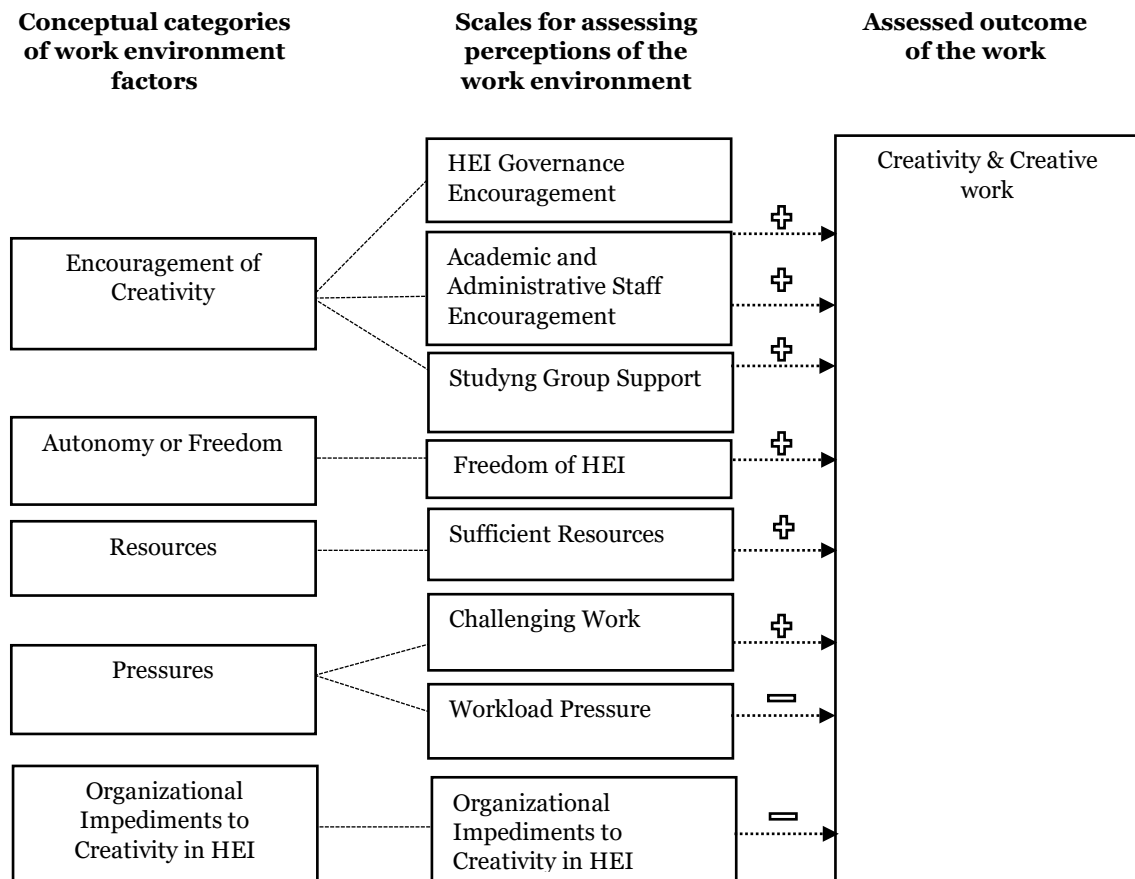 Conceptual categories
of work environment
factors
Scales for assessing
perceptions of the
work environment
Assessed outcome
of the work
Encouragement of
Creativity
HEI Governance
Encouragement
Academic and
Administrative Staff
Encouragement
Studyng Group Support
Autonomy or Freedom
Freedom of HEI
Resources
Sufficient Resources
Pressures
Challenging Work
Workload Pressure
Organizational
Impediments to
Creativity in HEI
Organizational
Impediments to
Creativity in HEI
Creativity & Creative
work